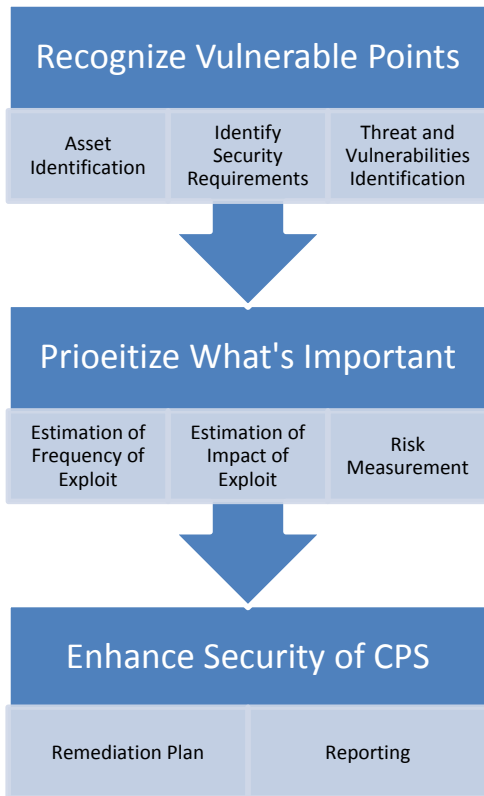 Recognize Vulnerable Points
Asset
Identification
Identify
Security
Requirements
Threat and
Vulnerabilities
Identification
Prioeitize What's Important
Estimation of
Frequency of
Exploit
Estimation of
Impact of
Exploit
Risk
Measurement
Enhance Security of CPS
Remediation Plan
Reporting